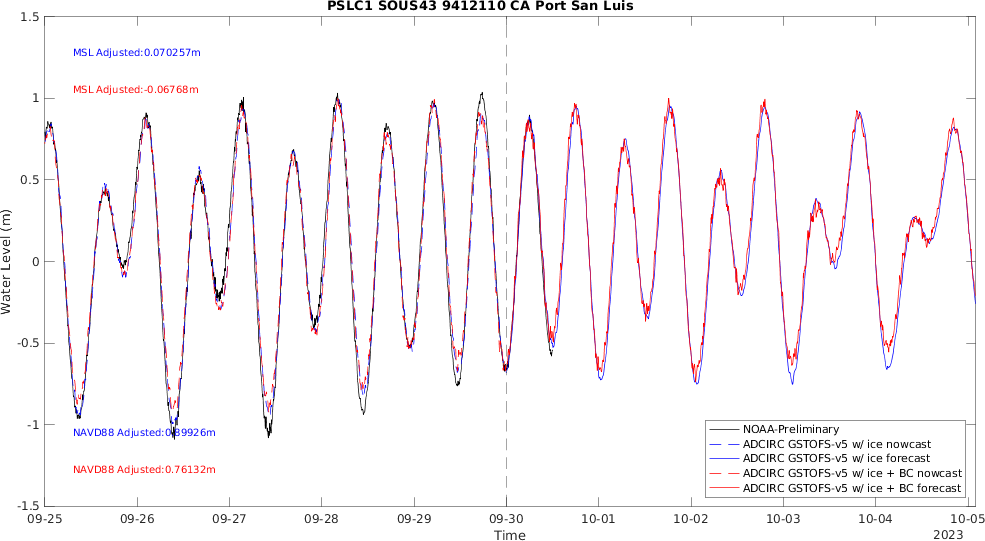 PSLC1 SOUS43 9412110 CA Port San Luis
1.5
1
0.5
0
-0.5
-1
-1.5
Water Level (m)
MSL Adjusted:0.070257m
MSL Adjusted:-0.06768m
NAVD88 Adjusted:0.89926m
NAVD88 Adjusted:0.76132m
NOAA-Preliminary
ADCIRC GSTOFS-v5 w/ ice nowcast
ADCIRC GSTOFS-v5 w/ ice forecast
ADCIRC GSTOFS-v5 w/ ice + BC nowcast
ADCIRC GSTOFS-v5 w/ ice + BC forecast
09-25 09-26 09-27 09-28 09-29 09-30 10-01 10-02 10-03 10-04 10-05
Time
2023